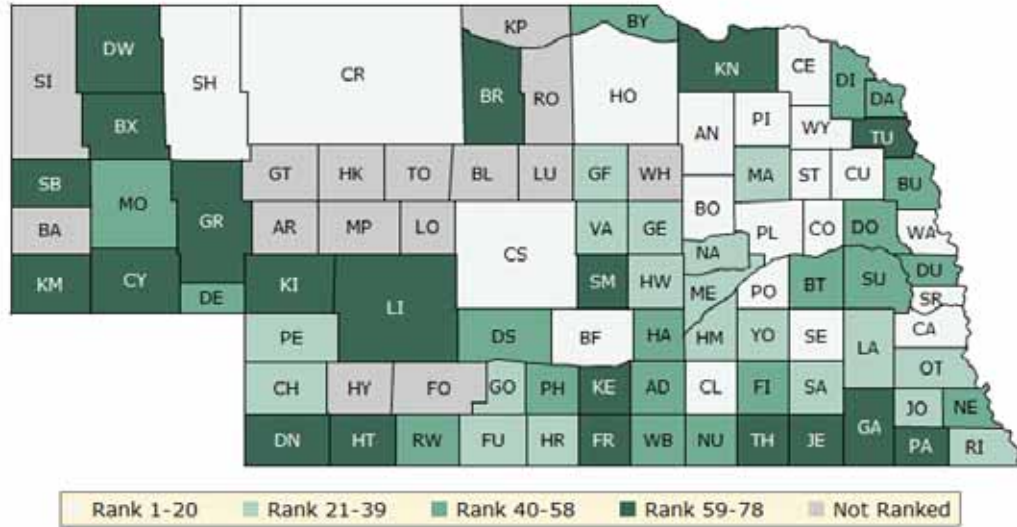 KP BY
DW CE
SI SH CR KN DI
BR RO HO DA
BX AN PI WY TU
SB GT HK TO BL LU GF WH MA ST CU BU
MO
BA GR AR MP LO CS VA GE BO PL CO DO WA
NA
KM CY KI SM HW BT SU DU
DE LI ME PO SR
PE DS BF HA HM YO SE LA CA
OT
CH HY FO GO PH KE AD CL FI SA
JO NE
DN HT RW FU HR FR WB NU TH JE GA PA RI
Rank 1-20 Rank 21-39 Rank 40-58 Rank 59-78 Not Ranked